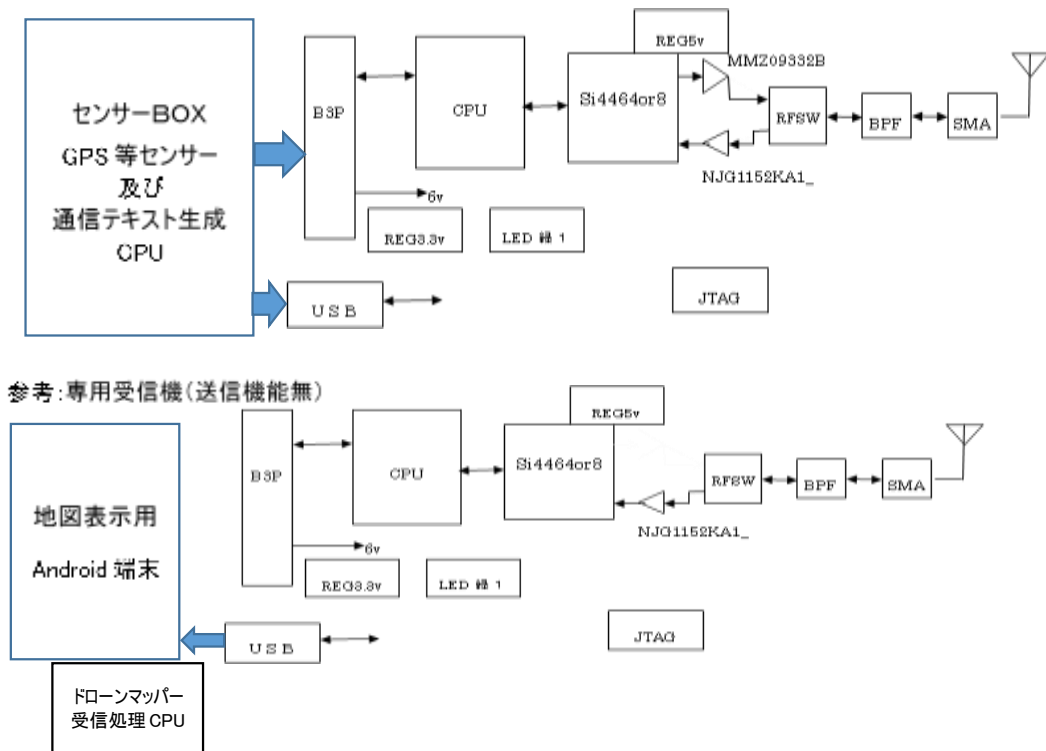 センサーBOX
GPS 等センサー
及び
通信テキスト生成
CPU
B3P
CPU
Si4464or8
REG5v
MMZ09332B
RFSW
BPF
SMA
NJG1152KA1_
6v
REG3.3v
LED 緑 1
USB
JTAG
参考:専用受信機(送信機能無)
地図表示用
Android 端末
B3P
CPU
Si4464or8
REG5v
RFSW
BPF
SMA
NJG1152KA1_
6v
REG3.3v
LED 緑 1
USB
JTAG
ドローンマッパー
受信処理 CPU